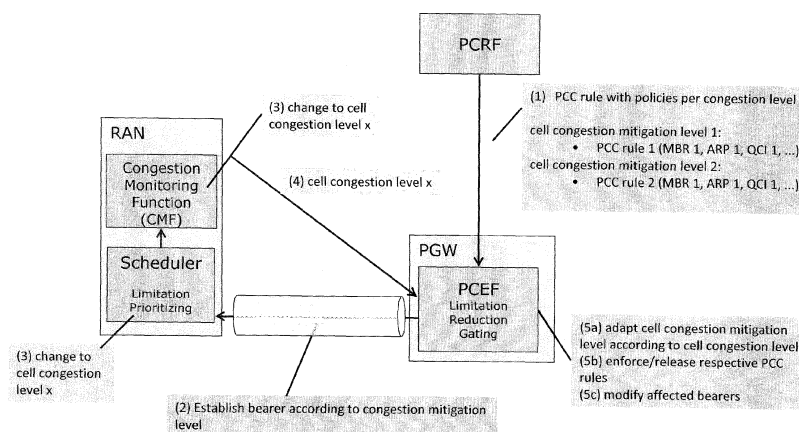 PCRF
(1) PCC rule with policies per congestion level
cell congestion mitigation level 1:
• PCC rule 1 (MBR 1, ARP 1, QCI 1, ...)
cell congestion mitigation level 2:
• PCC rule 2 (MBR 1, ARP 1, QCI 1, ...)
(3) change to cell
congestion level x
RAN
Congestion
Monitoring
Function
(CMF)
(4) cell congestion level x
Scheduler
Limitation
Prioritizing
PGW
PCEF
Limitation
Reduction
Gating
(3) change to
cell congestion
level x
(5a) adapt cell congestion mitigation
level according to cell congestion level
(5b) enforce/release respective PCC
rules
(5c) modify affected bearers
(2) Establish bearer according to congestion mitigation
level